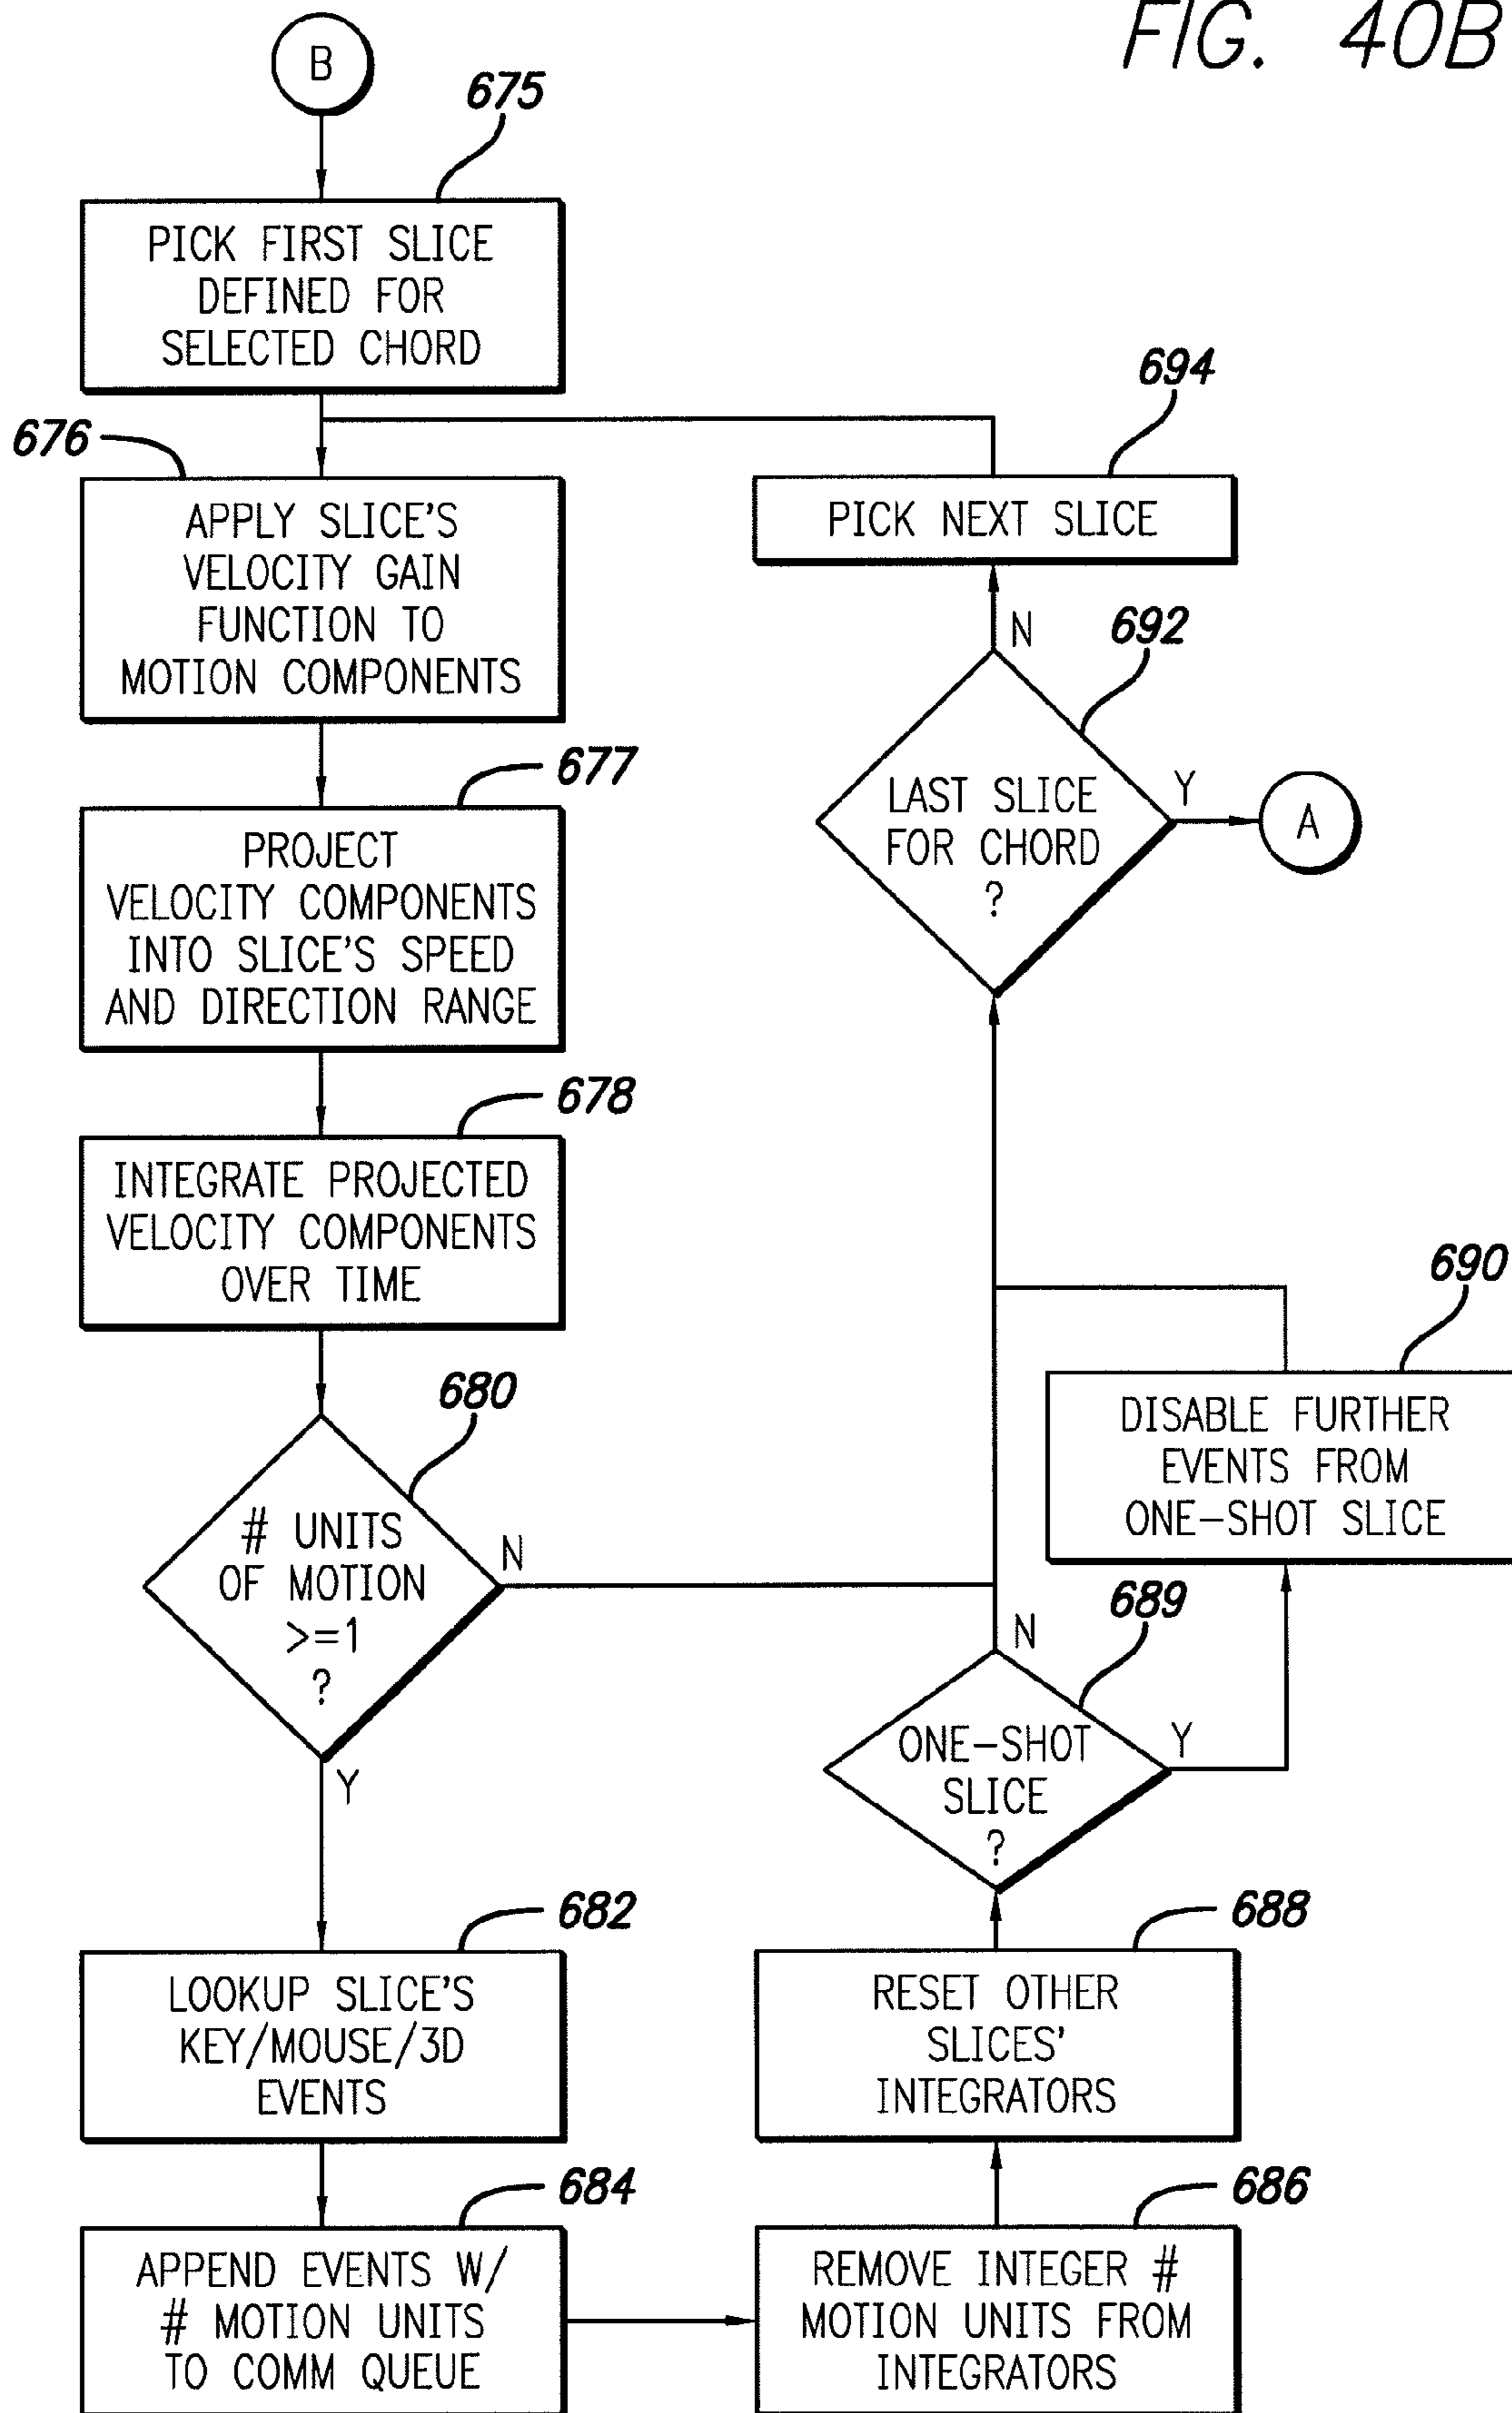 FIG. 40B
B
675
PICK FIRST SLICE
DEFINED FOR
SELECTED CHORD
676
APPLY SLICE'S
VELOCITY GAIN
FUNCTION TO
MOTION COMPONENTS
677
PROJECT
VELOCITY COMPONENTS
INTO SLICE'S SPEED
AND DIRECTION RANGE
678
INTEGRATE PROJECTED
VELOCITY COMPONENTS
OVER TIME
680
# UNITS
OF MOTION
>=1
?
N
Y
682
LOOKUP SLICE'S
KEY/MOUSE/3D
EVENTS
684
APPEND EVENTS W/
# MOTION UNITS
TO COMM QUEUE
686
REMOVE INTEGER #
MOTION UNITS FROM
INTEGRATORS
688
RESET OTHER
SLICES'
INTEGRATORS
689
ONE-SHOT
SLICE
?
N
Y
690
DISABLE FURTHER
EVENTS FROM
ONE-SHOT SLICE
692
LAST SLICE
FOR CHORD
?
Y
A
N
694
PICK NEXT SLICE